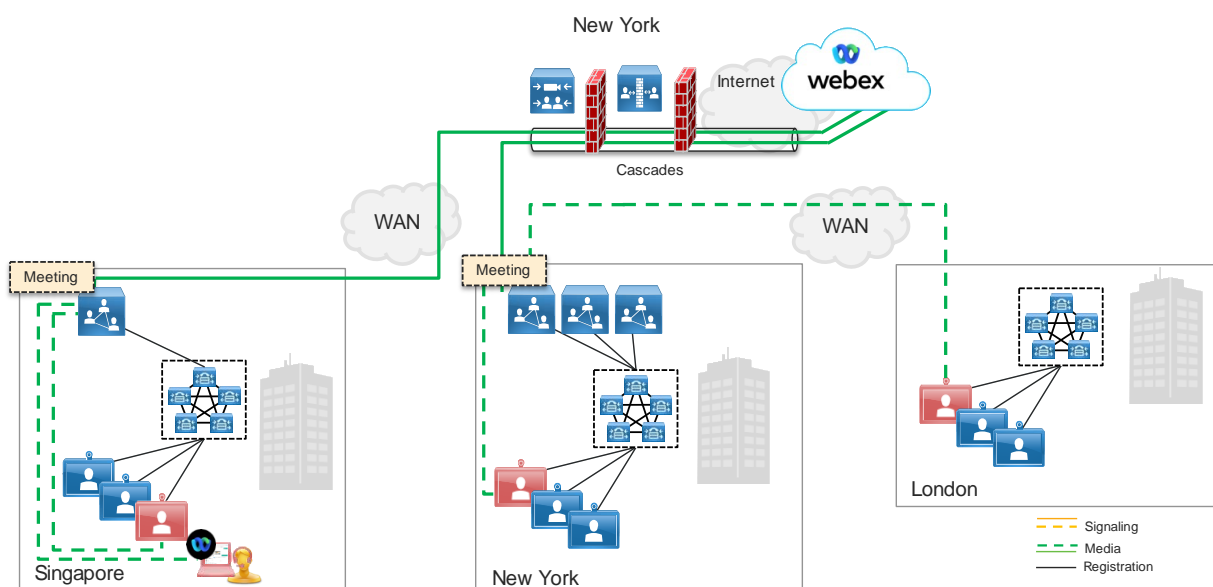 New York
Internet
webex
Cascades
WAN
WAN
Meeting
Meeting
London
Signaling
Media
Registration
Singapore
New York